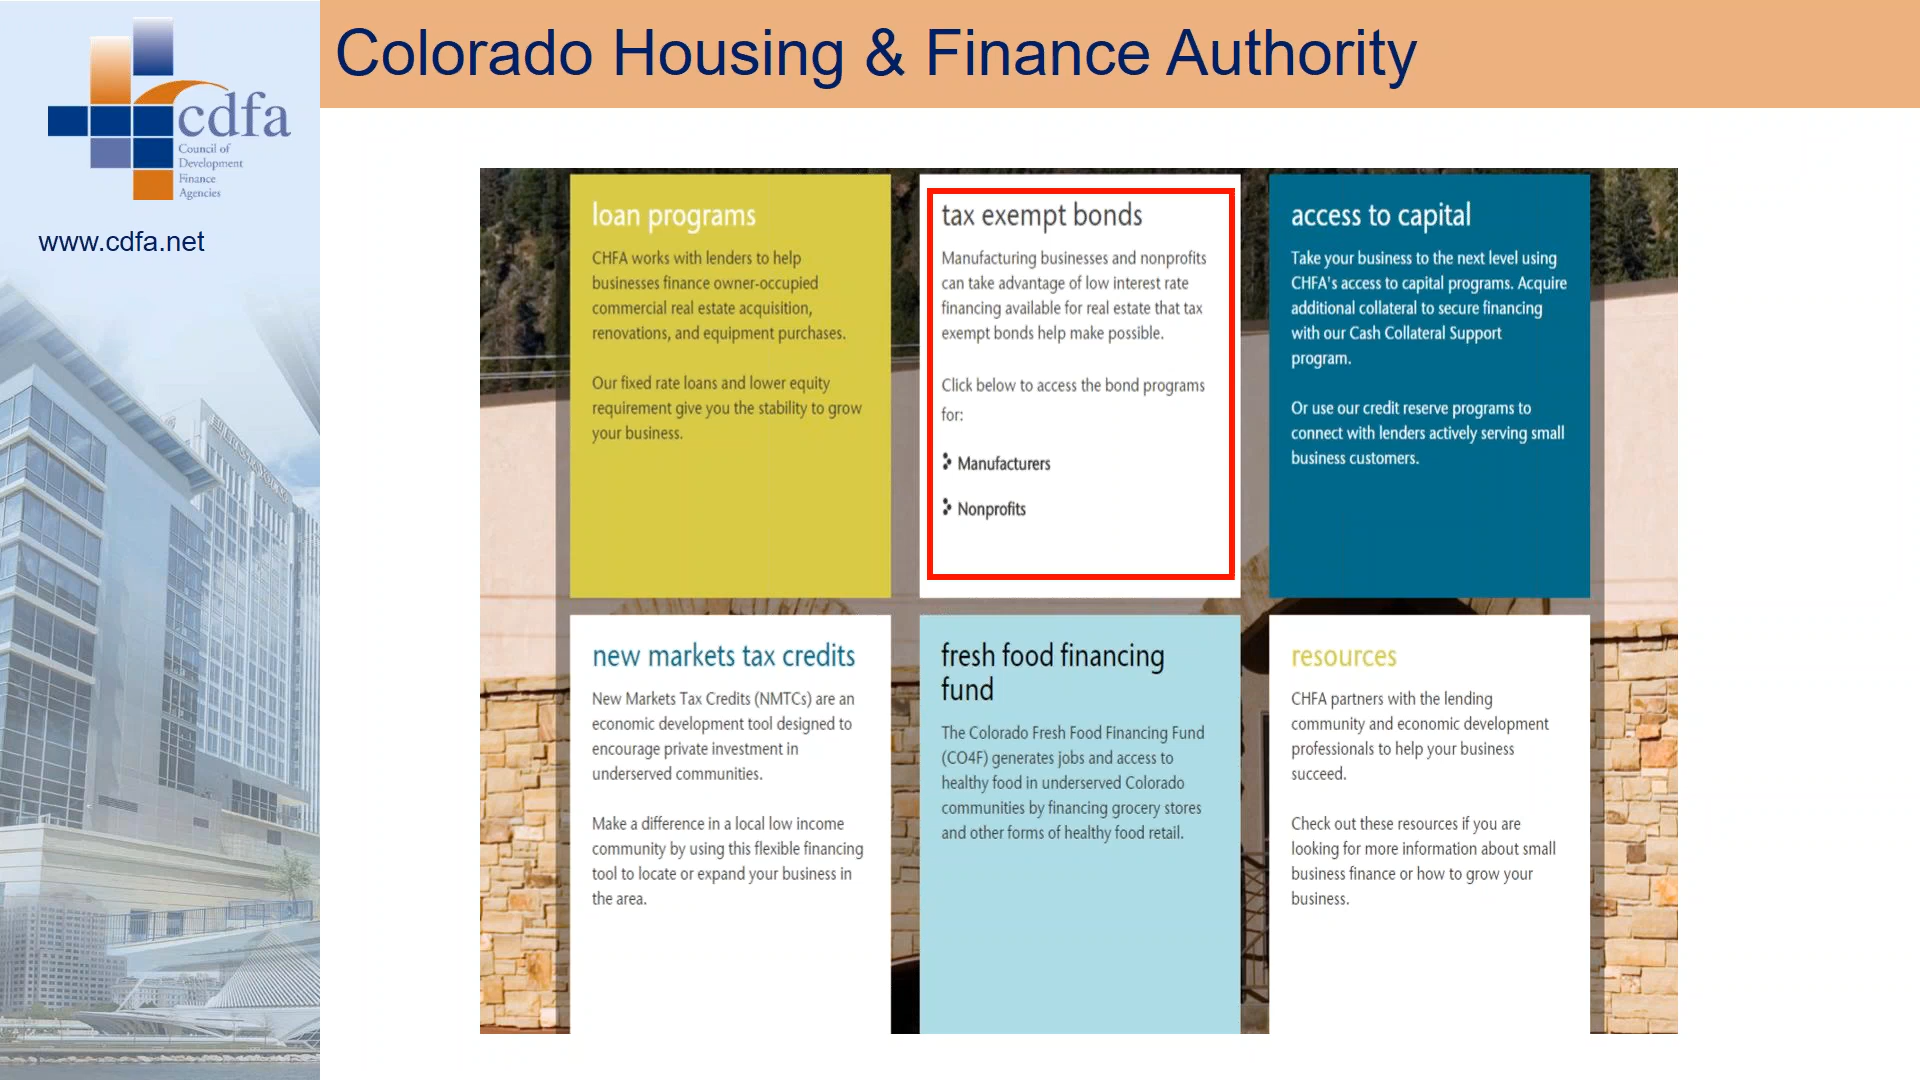 Colorado Housing & Finance Authority
cdfa
Council of
Development
Finance
Agencies
www.cdfa.net
loan programs
CHFA works with lenders to help
businesses finance owner-occupied
commercial real estate acquisition,
renovations, and equipment purchases.
Our fixed rate loans and lower equity
requirement give you the stability to grow
your business.
tax exempt bonds
Manufacturing businesses and nonprofits
can take advantage of low interest rate
financing available for real estate that tax
exempt bonds help make possible.
Click below to access the bond programs
for:
Manufacturers
Nonprofits
access to capital
Take your business to the next level using
CHFA's access to capital programs. Acquire
additional collateral to secure financing
with our Cash Collateral Support
program.
Or use our credit reserve programs to
connect with lenders actively serving small
business customers.
new markets tax credits
New Markets Tax Credits (NMTCs) are an
economic development tool designed to
encourage private investment in
underserved communities.
Make a difference in a local low income
community by using this flexible financing
tool to locate or expand your business in
the area.
fresh food financing
fund
The Colorado Fresh Food Financing Fund
(CO4F) generates jobs and access to
healthy food in underserved Colorado
communities by financing grocery stores
and other forms of healthy food retail.
resources
CHFA partners with the lending
community and economic development
professionals to help your business
succeed.
Check out these resources if you are
looking for more information about small
business finance or how to grow your
business.